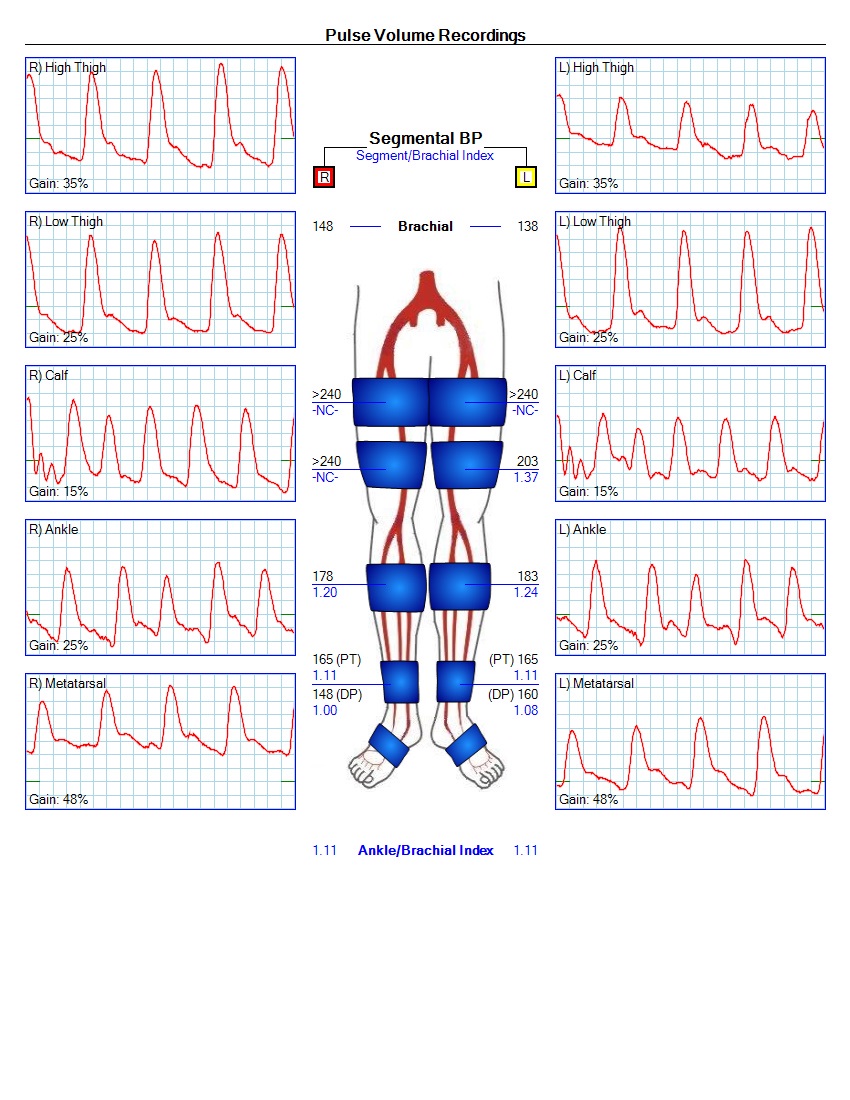 Pulse Volume Recordings
R) High Thigh
Gain: 35%
R) Low Thigh
Gain: 25%
R) Calf
Gain: 15%
R) Ankle
Gain: 25%
R) Metatarsal
Gain: 48%
Segmental BP
Segment/Brachial Index
R
L
148 Brachial 138
>240 >240
-NC- -NC-
>240 203
-NC- 1.37
178 183
1.20 1.24
165 (PT) (PT) 165
1.11 1.11
148 (DP) (DP) 160
1.00 1.08
1.11 Ankle/Brachial Index 1.11
L) High Thigh
Gain: 35%
L) Low Thigh
Gain: 25%
L) Calf
Gain: 15%
L) Ankle
Gain: 25%
L) Metatarsal
Gain: 48%